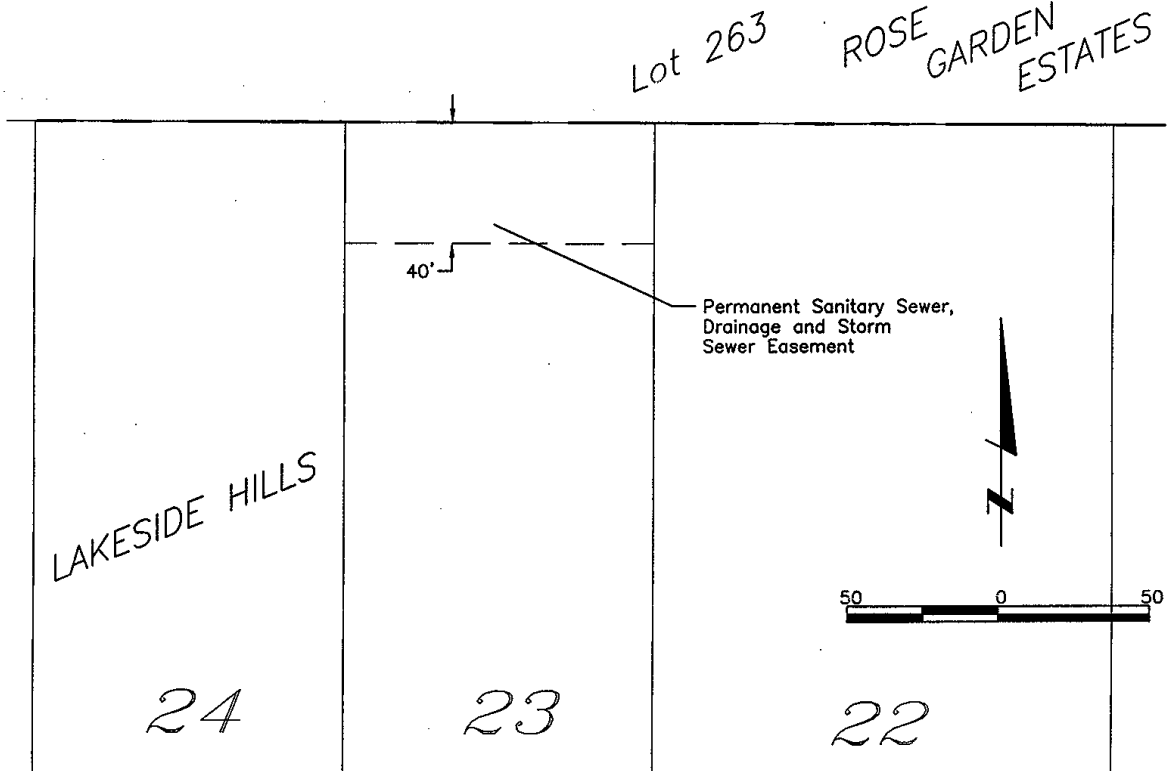 Lot 263
ROSE
GARDEN
ESTATES
40'
Permanent Sanitary Sewer,
Drainage and Storm
Sewer Easement
LAKESIDE HILLS
N
50 0 50
24
23
22